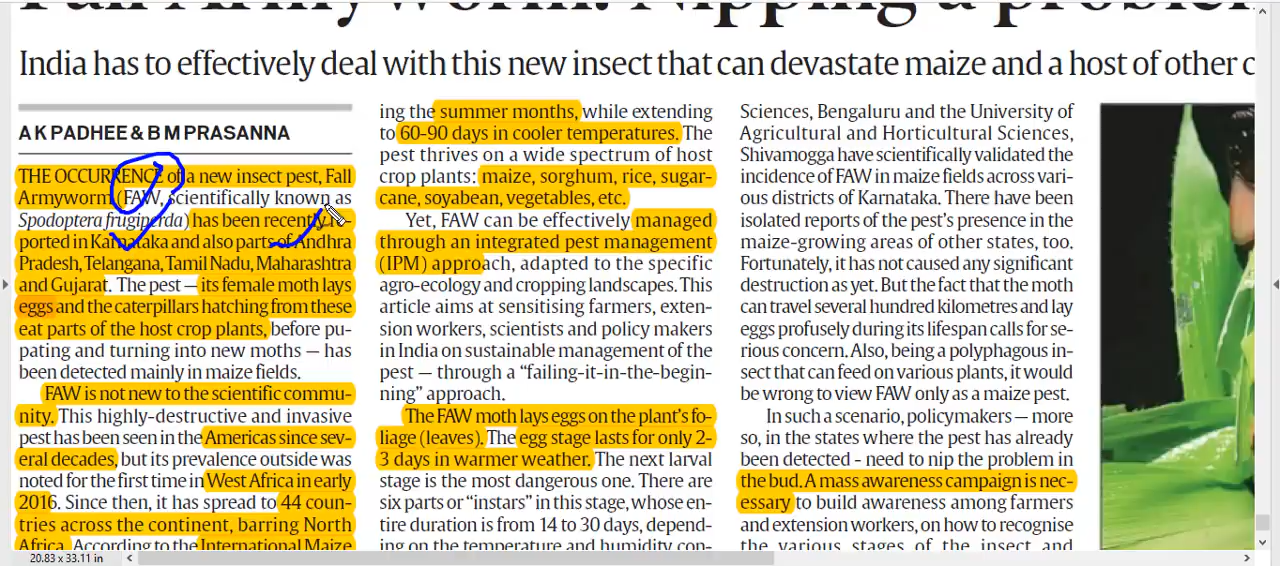 Fall Armyworm: Nipping a problem
India has to effectively deal with this new insect that can devastate maize and a host of other c
A K PADHEE & B M PRASANNA
THE OCCURRENCE of a new insect pest, Fall
Armyworm (FAW, scientifically known as
Spodoptera frugiperda) has been recently re-
ported in Karnataka and also parts of Andhra
Pradesh, Telangana, Tamil Nadu, Maharashtra
and Gujarat. The pest — its female moth lays
eggs and the caterpillars hatching from these
eat parts of the host crop plants, before pu-
pating and turning into new moths — has
been detected mainly in maize fields.
FAW is not new to the scientific commu-
nity. This highly-destructive and invasive
pest has been seen in the Americas since sev-
eral decades, but its prevalence outside was
noted for the first time in West Africa in early
2016. Since then, it has spread to 44 coun-
tries across the continent, barring North
Africa. According to the International Maize
ing the summer months, while extending
to 60-90 days in cooler temperatures. The
pest thrives on a wide spectrum of host
crop plants: maize, sorghum, rice, sugar-
cane, soyabean, vegetables, etc.
Yet, FAW can be effectively managed
through an integrated pest management
(IPM) approach, adapted to the specific
agro-ecology and cropping landscapes. This
article aims at sensitising farmers, exten-
sion workers, scientists and policy makers
in India on sustainable management of the
pest — through a “failing-it-in-the-begin-
ning” approach.
The FAW moth lays eggs on the plant's fo-
liage (leaves). The egg stage lasts for only 2-
3 days in warmer weather. The next larval
stage is the most dangerous one. There are
six parts or “instars” in this stage, whose en-
tire duration is from 14 to 30 days, depend-
ing on the temperature and humidity con-
Sciences, Bengaluru and the University of
Agricultural and Horticultural Sciences,
Shivamogga have scientifically validated the
incidence of FAW in maize fields across vari-
ous districts of Karnataka. There have been
isolated reports of the pest's presence in the
maize-growing areas of other states, too.
Fortunately, it has not caused any significant
destruction as yet. But the fact that the moth
can travel several hundred kilometres and lay
eggs profusely during its lifespan calls for se-
rious concern. Also, being a polyphagous in-
sect that can feed on various plants, it would
be wrong to view FAW only as a maize pest.
In such a scenario, policymakers — more
so, in the states where the pest has already
been detected - need to nip the problem in
the bud. A mass awareness campaign is nec-
essary to build awareness among farmers
and extension workers, on how to recognise
the various stages of the insect and
20.83 x 33.11 in